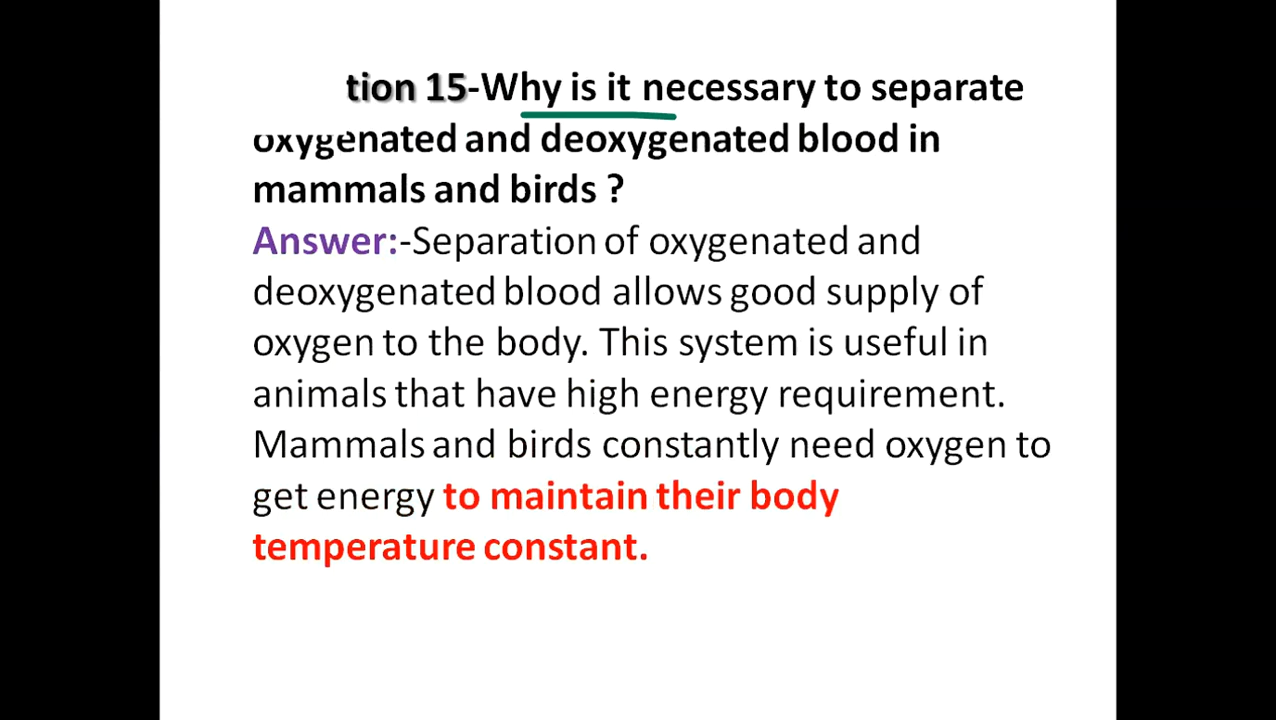 tion 15-Why is it necessary to separate
oxygenated and deoxygenated blood in
mammals and birds ?
Answer:-Separation of oxygenated and
deoxygenated blood allows good supply of
oxygen to the body. This system is useful in
animals that have high energy requirement.
Mammals and birds constantly need oxygen to
get energy to maintain their body
temperature constant.